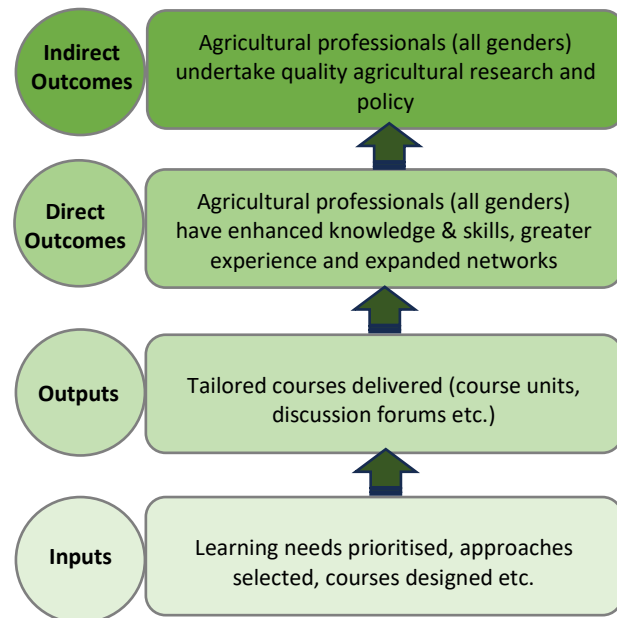 Indirect
Outcomes
Agricultural professionals (all genders)
undertake quality agricultural research and
policy
Direct
Outcomes
Agricultural professionals (all genders)
have enhanced knowledge & skills, greater
experience and expanded networks
Outputs
Tailored courses delivered (course units,
discussion forums etc.)
Inputs
Learning needs prioritised, approaches
selected, courses designed etc.